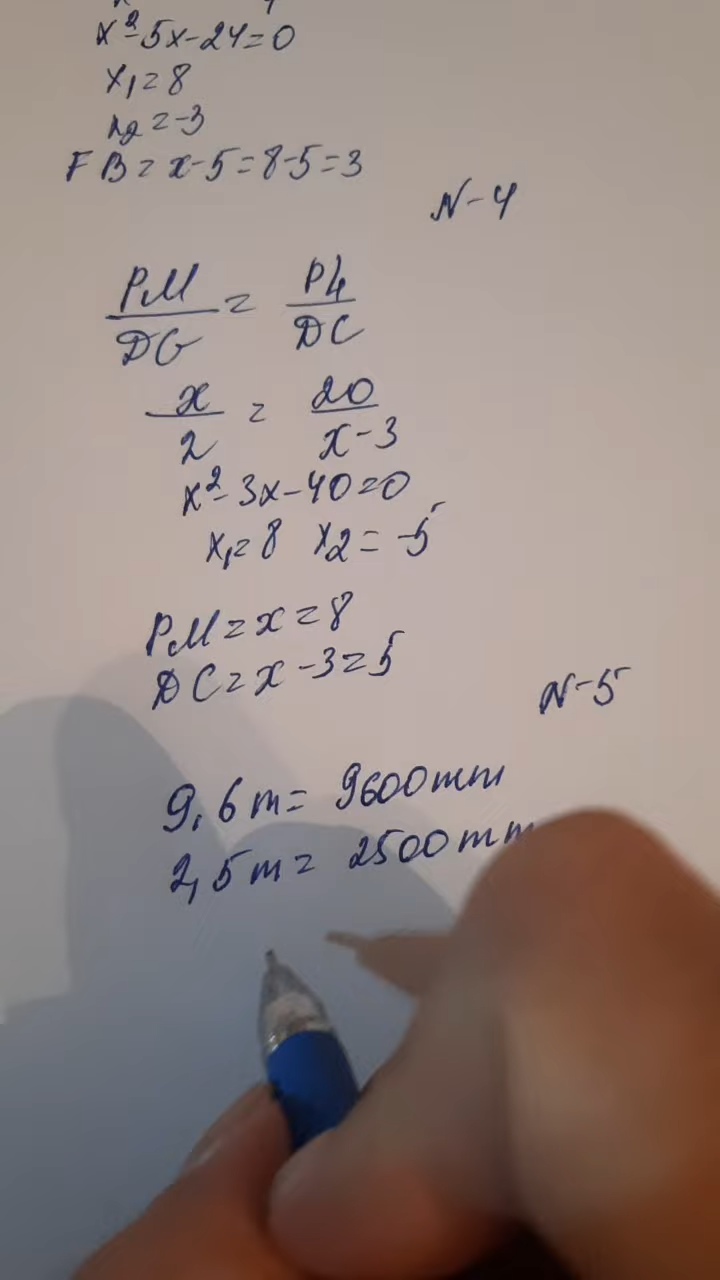 x²-5x-24=0
x₁=8
x₂=-3
FB=x-5=8-5=3
N-4
PM/DG = PL/DC
x/2 = 20/x-3
x²-3x-40=0
x₁=8 x₂=-5
PM=x=8
DC=x-3=5
N-5
9,6m=9600mm
2,5m=2500mm